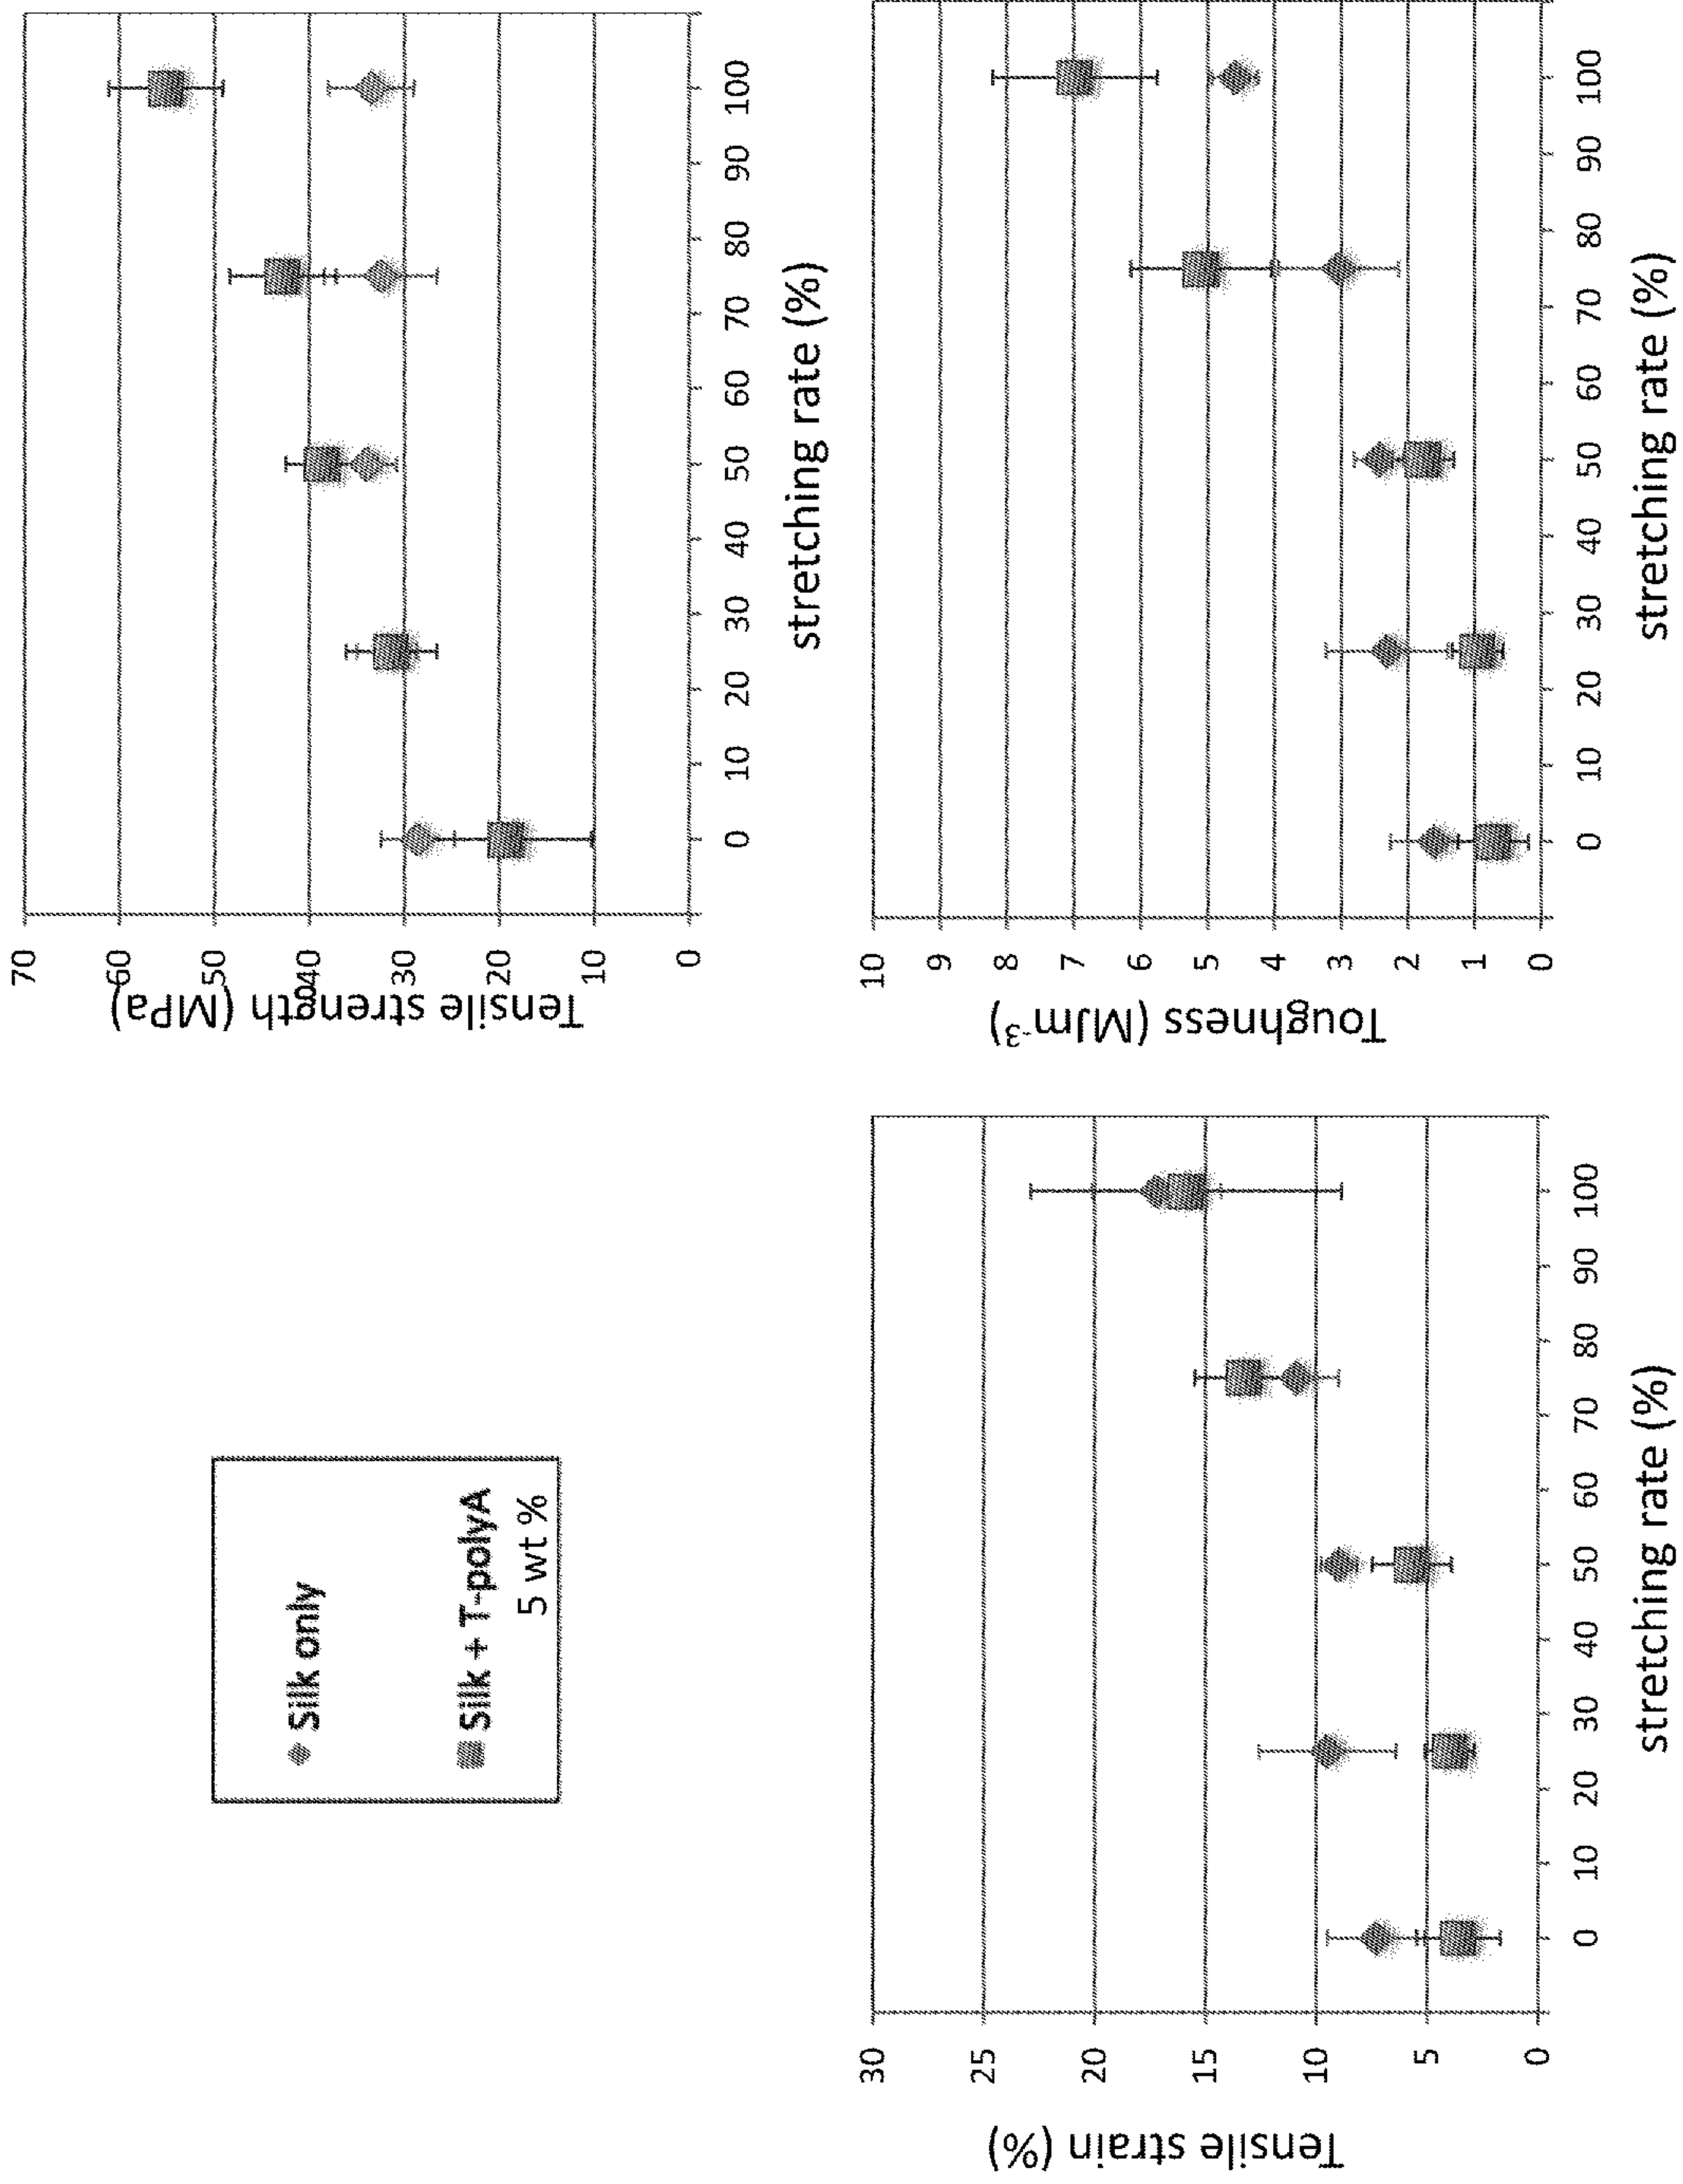 Silk only
Silk + T-polyA
5 wt %
Tensile strength (MPa)
70
60
50
40
30
20
10
0
0 10 20 30 40 50 60 70 80 90 100
stretching rate (%)
Tensile strain (%)
30
25
20
15
10
5
0
0 10 20 30 40 50 60 70 80 90 100
stretching rate (%)
Toughness (MJm-3)
10
9
8
7
6
5
4
3
2
1
0
0 10 20 30 40 50 60 70 80 90 100
stretching rate (%)